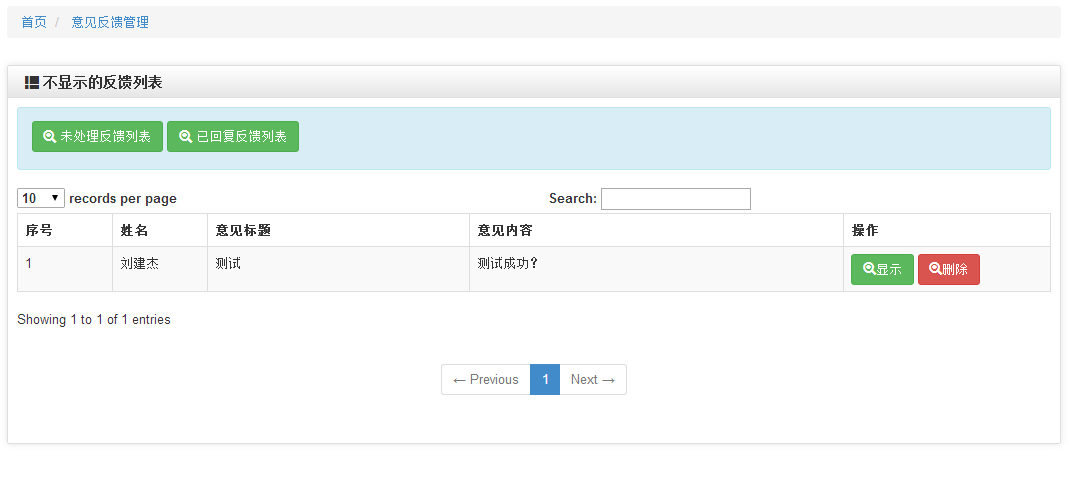 首页 / 意见反馈管理
不显示的反馈列表
未处理反馈列表 已回复反馈列表
10 records per page Search:
序号 姓名 意见标题 意见内容 操作
1 刘建杰 测试 测试成功? 显示 删除
Showing 1 to 1 of 1 entries
← Previous 1 Next →